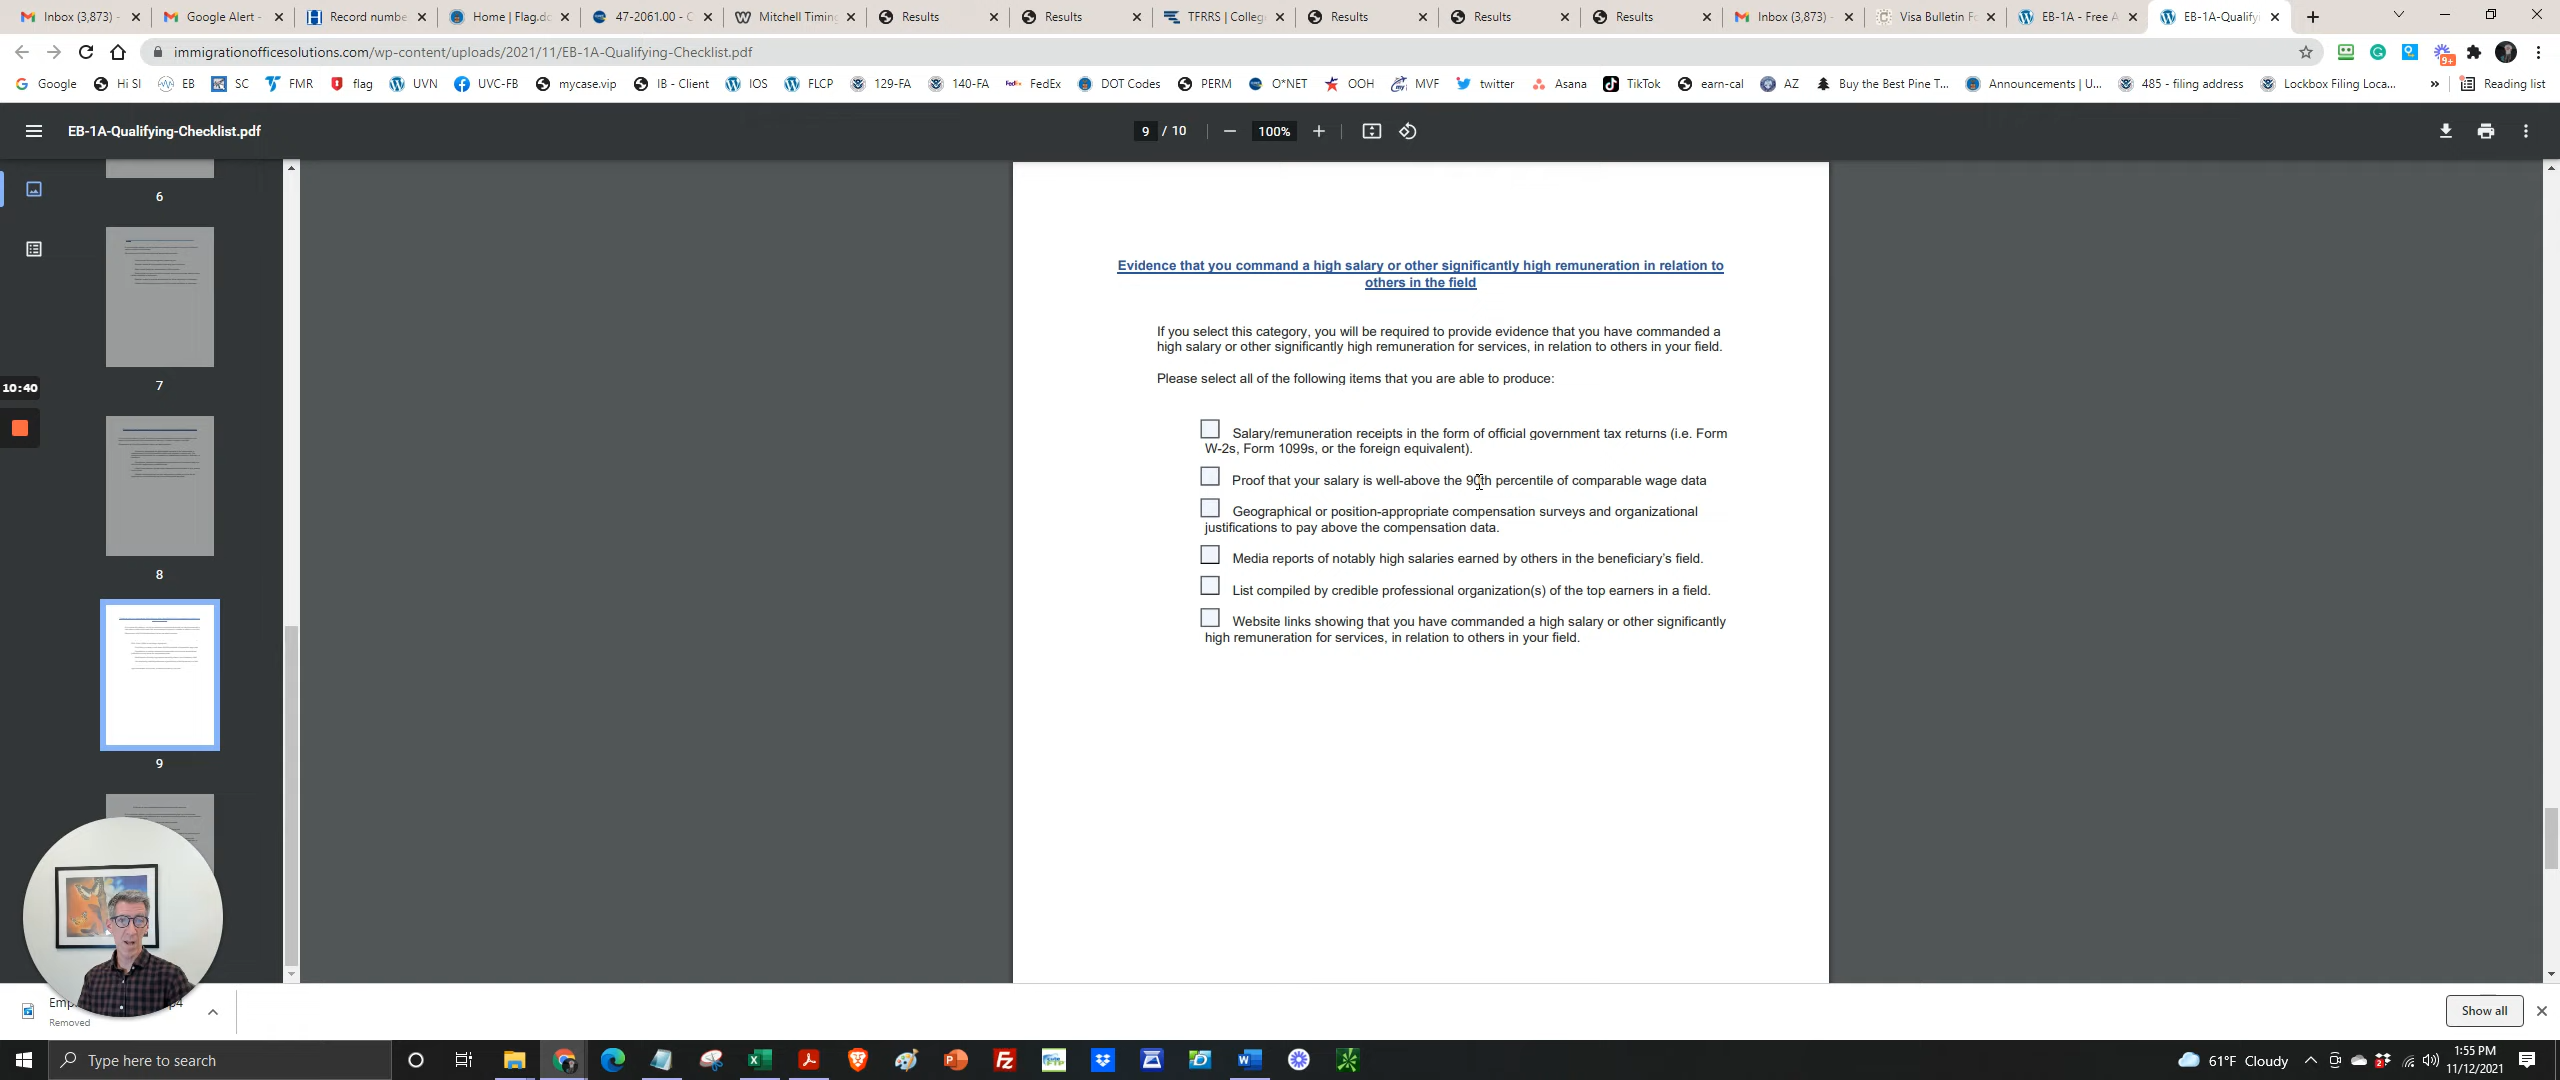 Inbox (3,873) -
Google Alert -
Record numbe
Home | Flag.do
47-2061.00 - C
Mitchell Timing
Results
Results
TFRRS | Colleg
Results
Results
Results
Inbox (3,873) -
Visa Bulletin Fo
EB-1A - Free A
EB-1A-Qualify
immigrationofficesolutions.com/wp-content/uploads/2021/11/EB-1A-Qualifying-Checklist.pdf
9+
Google
Hi SI
EB
SC
FMR
flag
UVN
UVC-FB
mycase.vip
IB - Client
IOS
FLCP
129-FA
140-FA
FedEx
DOT Codes
PERM
O*NET
OOH
MVF
twitter
Asana
TikTok
earn-cal
AZ
Buy the Best Pine T...
Announcements | U...
485 - filing address
Lockbox Filing Loca...
»
Reading list
EB-1A-Qualifying-Checklist.pdf
9 / 10
100%
6
7
8
9
10:40
Evidence that you command a high salary or other significantly high remuneration in relation to
others in the field
If you select this category, you will be required to provide evidence that you have commanded a
high salary or other significantly high remuneration for services, in relation to others in your field.
Please select all of the following items that you are able to produce:
Salary/remuneration receipts in the form of official government tax returns (i.e. Form
W-2s, Form 1099s, or the foreign equivalent).
Proof that your salary is well-above the 90th percentile of comparable wage data
Geographical or position-appropriate compensation surveys and organizational
justifications to pay above the compensation data.
Media reports of notably high salaries earned by others in the beneficiary's field.
List compiled by credible professional organization(s) of the top earners in a field.
Website links showing that you have commanded a high salary or other significantly
high remuneration for services, in relation to others in your field.
Removed
Show all
Type here to search
61°F Cloudy
1:55 PM
11/12/2021